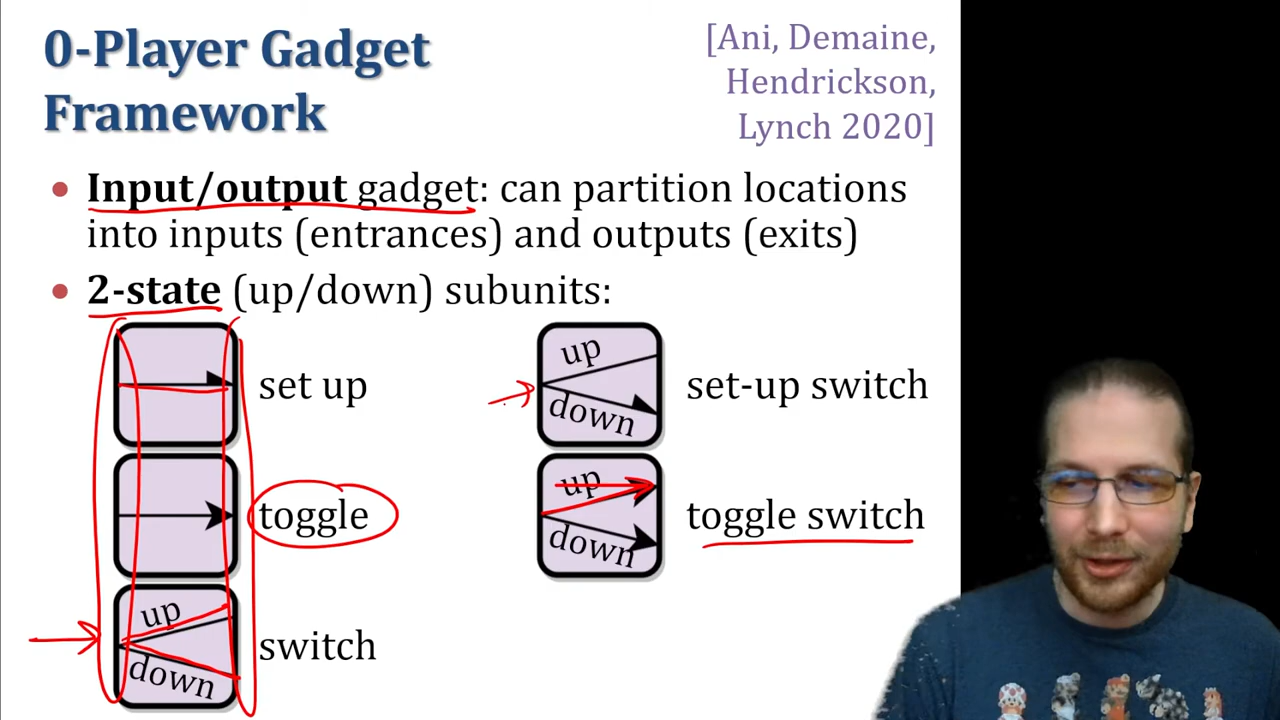 0-Player Gadget
Framework
[Ani, Demaine,
Hendrickson,
Lynch 2020]
• Input/output gadget: can partition locations
into inputs (entrances) and outputs (exits)
• 2-state (up/down) subunits:
set up
toggle
up
down
switch
up
down
set-up switch
up
down
toggle switch